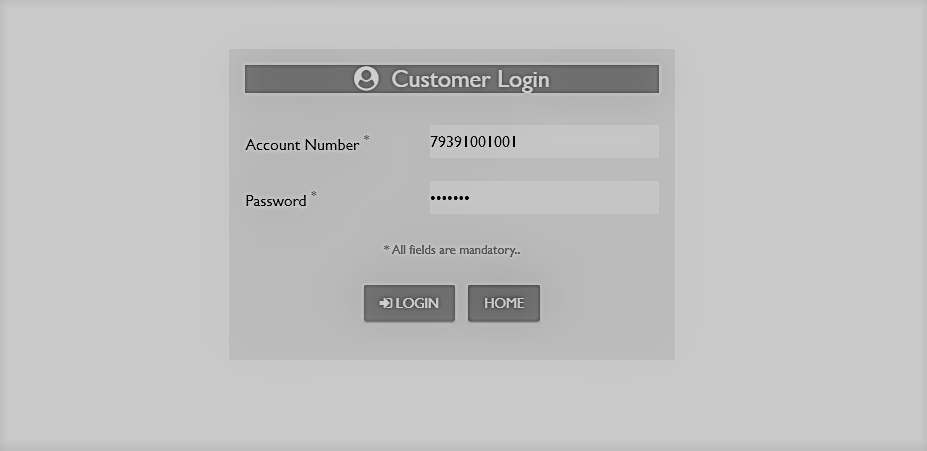 Customer Login
Account Number * 79391001001
Password * •••••••
* All fields are mandatory..
LOGIN HOME